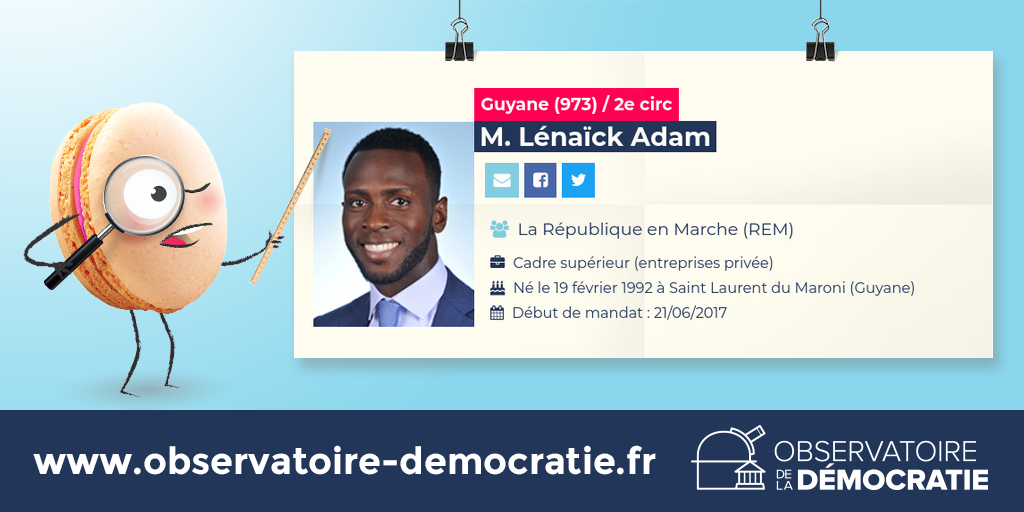 Guyane (973) / 2e circ
M. Lénaïck Adam
La République en Marche (REM)
Cadre supérieur (entreprises privée)
Né le 19 février 1992 à Saint Laurent du Maroni (Guyane)
Début de mandat : 21/06/2017
www.observatoire-democratie.fr
OBSERVATOIRE
DE LA DÉMOCRATIE